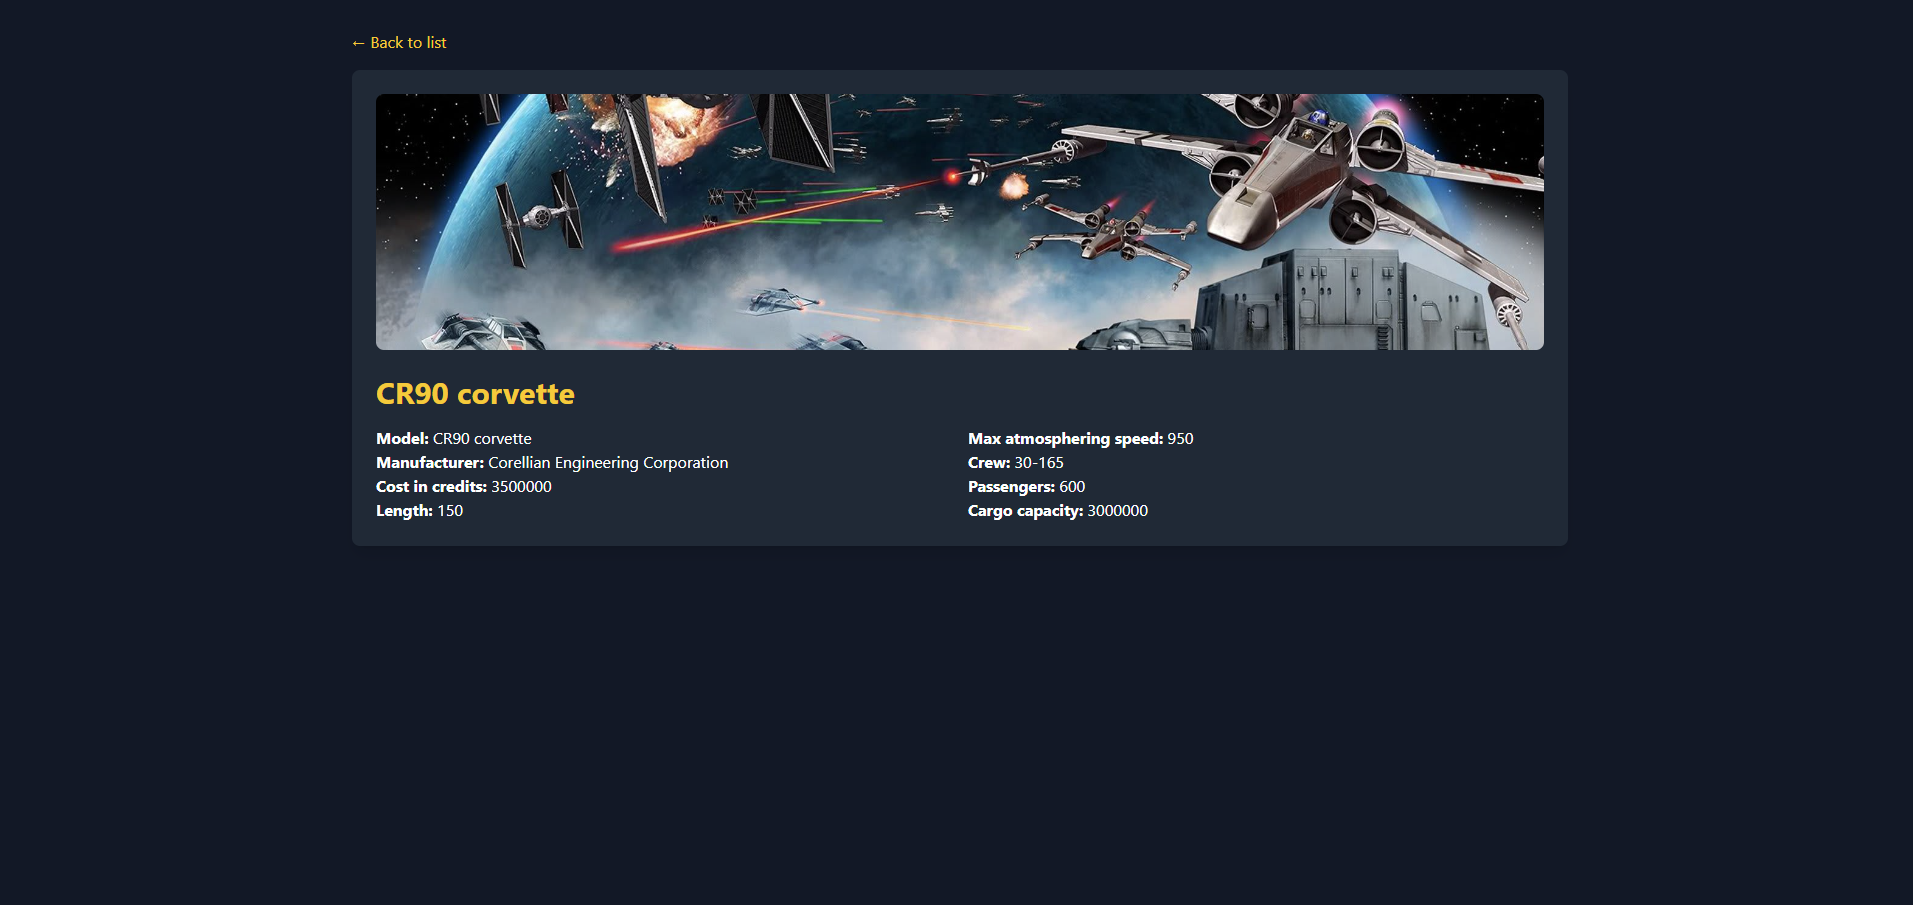 ← Back to list
CR90 corvette
Model: CR90 corvette
Manufacturer: Corellian Engineering Corporation
Cost in credits: 3500000
Length: 150
Max atmosphering speed: 950
Crew: 30-165
Passengers: 600
Cargo capacity: 3000000